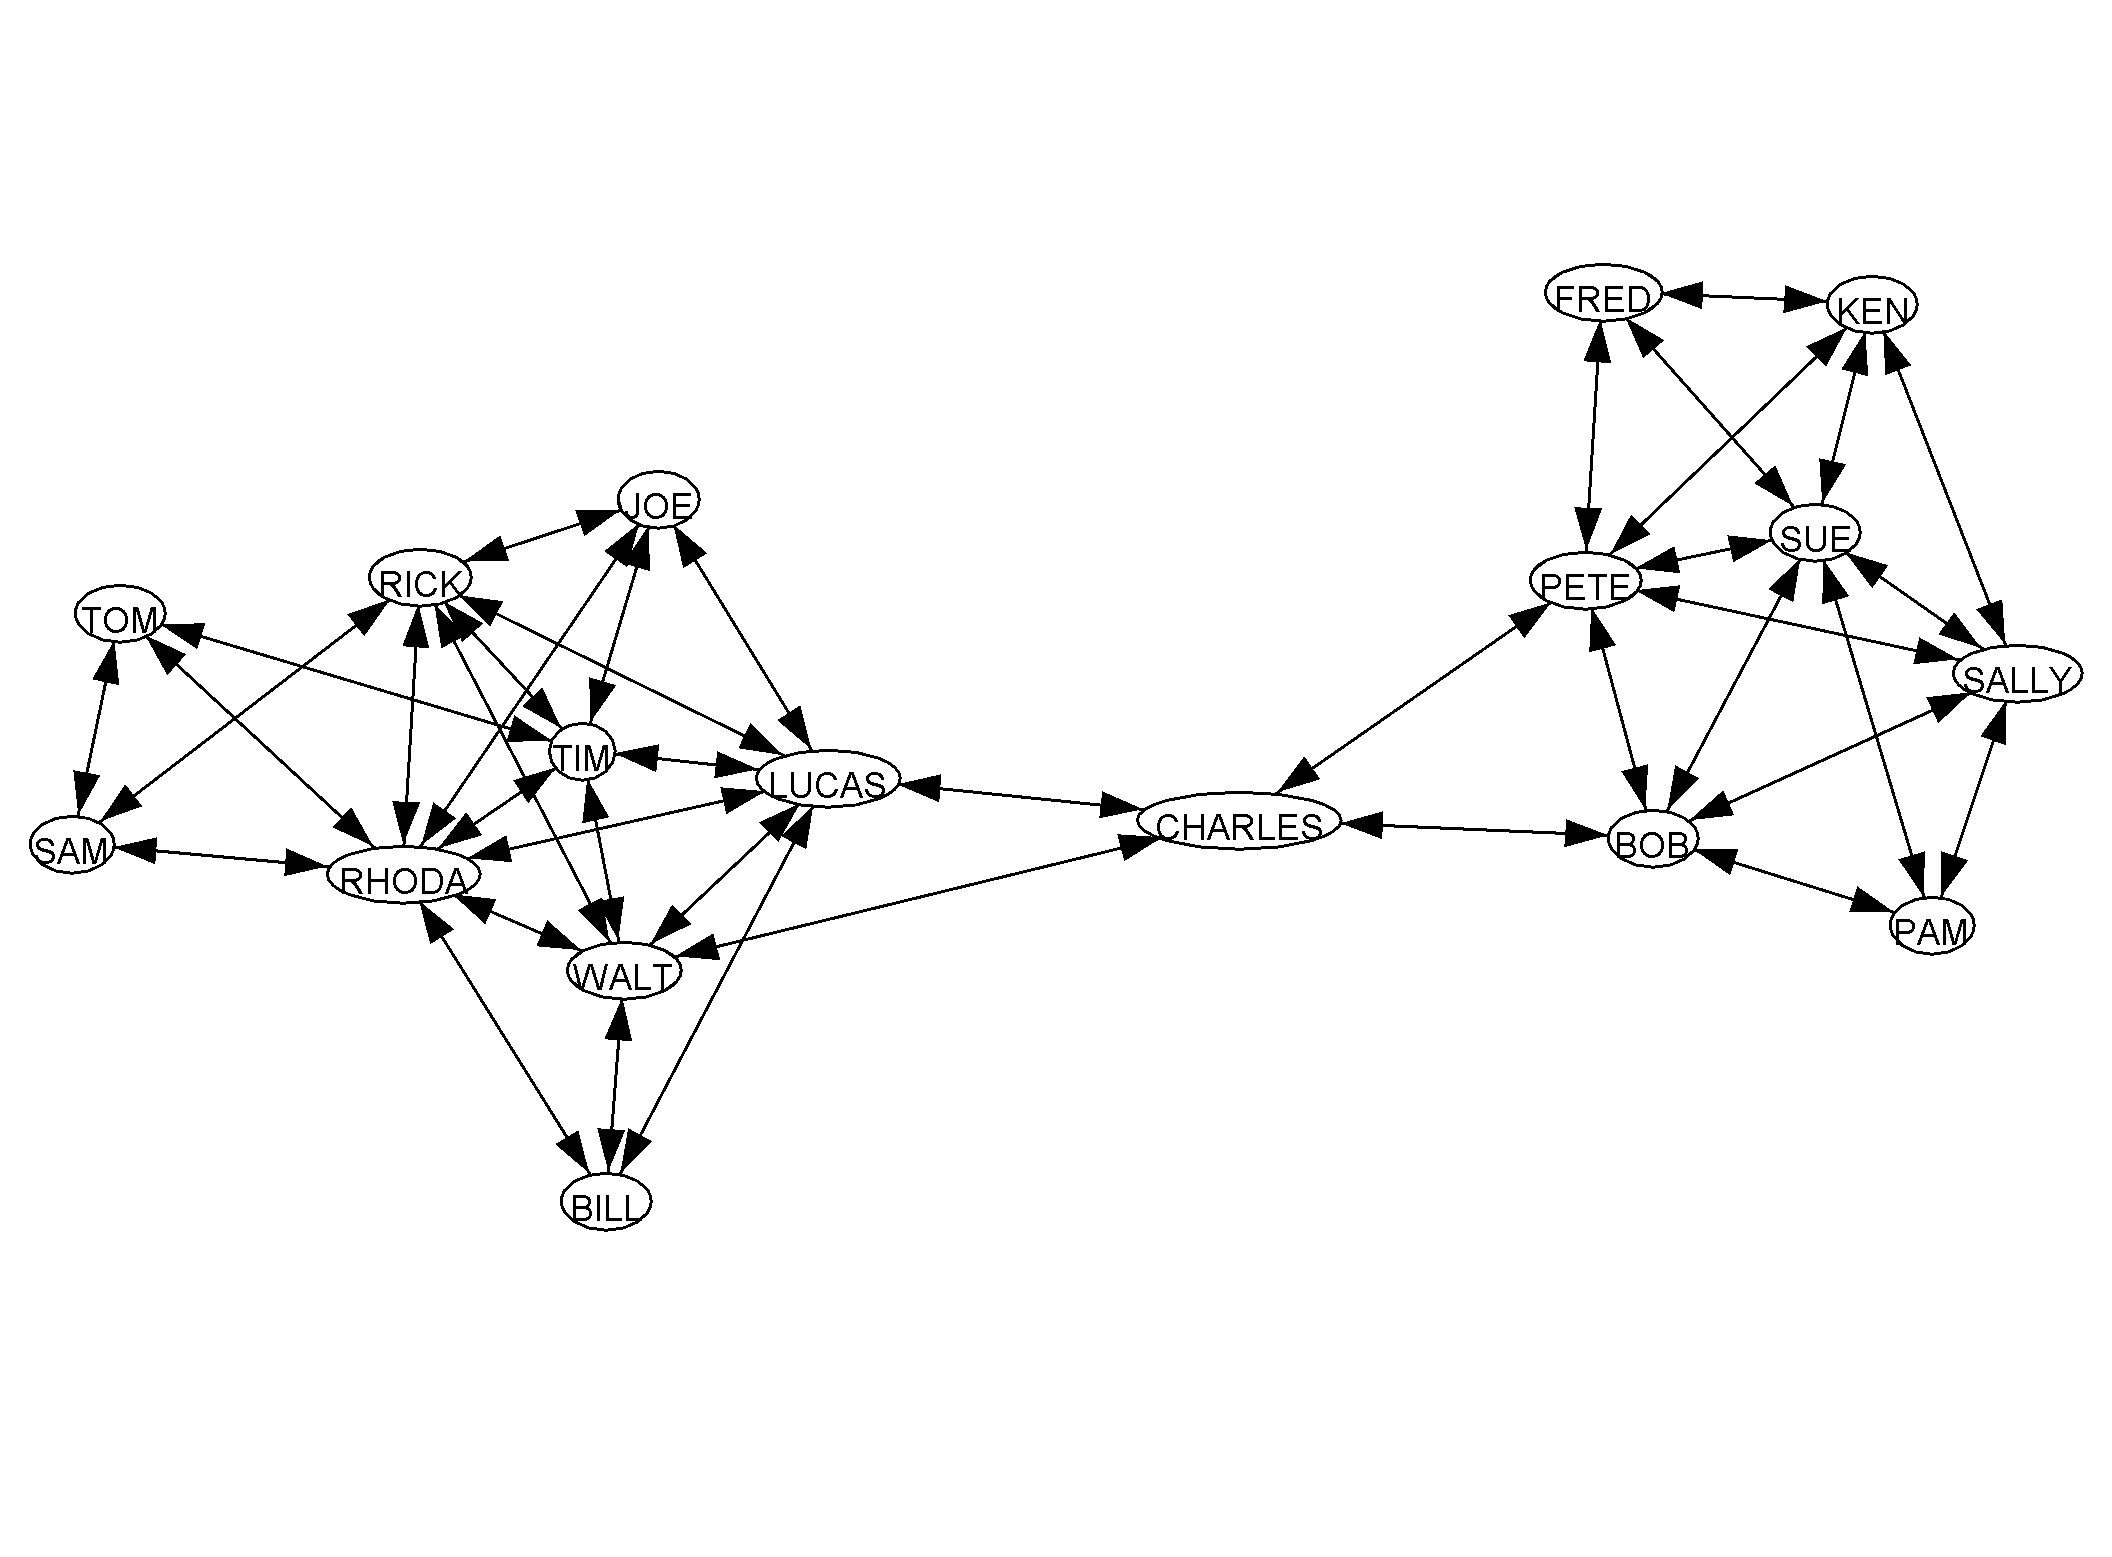 FRED
KEN
JOE
SUE
RICK
PETE
TOM
SALLY
TIM
LUCAS
CHARLES
SAM
BOB
RHODA
PAM
WALT
BILL